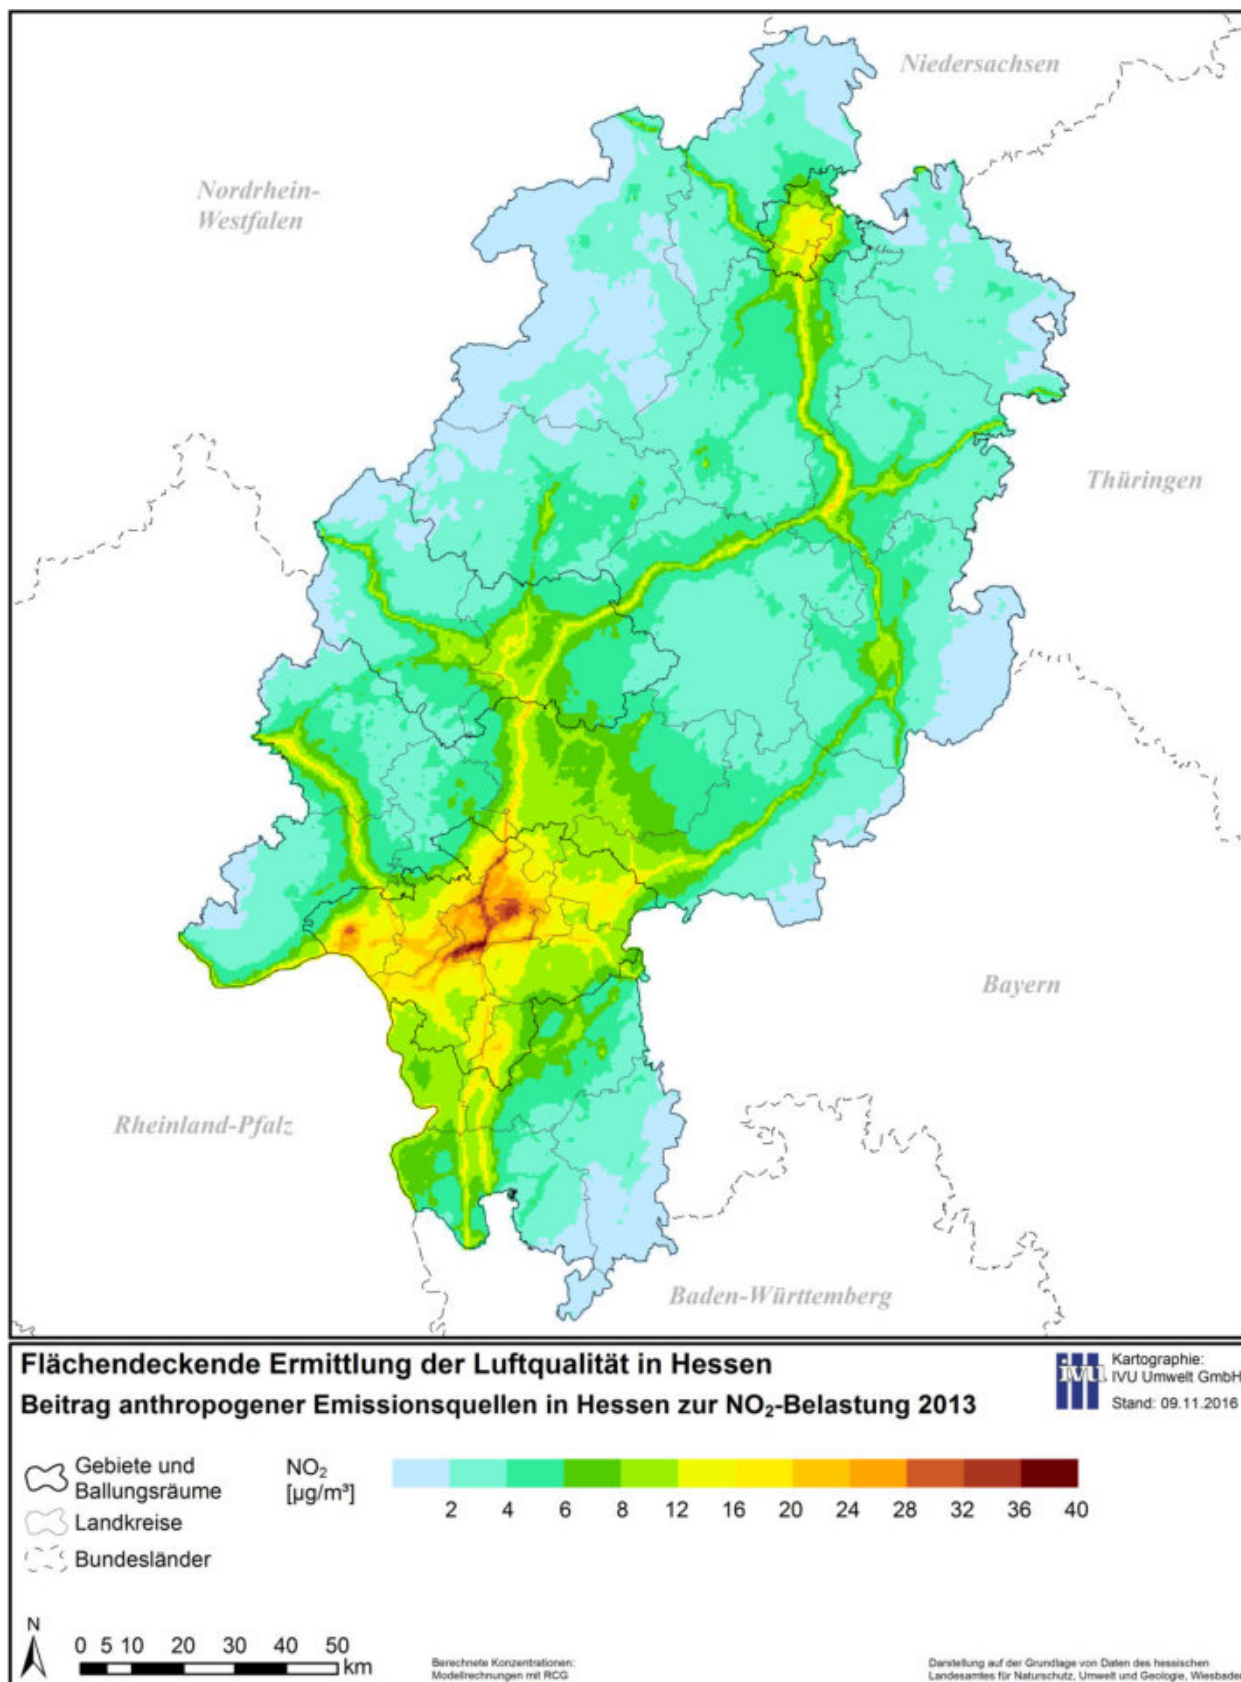 Niedersachsen
Nordrhein-
Westfalen
Thüringen
Bayern
Rheinland-Pfalz
Baden-Württemberg
Flächendeckende Ermittlung der Luftqualität in Hessen
Beitrag anthropogener Emissionsquellen in Hessen zur NO₂-Belastung 2013
ivu
Kartographie:
IVU Umwelt GmbH
Stand: 09.11.2016
Gebiete und
Ballungsräume
Landkreise
Bundesländer
NO₂
[µg/m³]
2 4 6 8 12 16 20 24 28 32 36 40
N
0 5 10 20 30 40 50
km
Berechnete Konzentrationen:
Modellrechnungen mit RCG
Darstellung auf der Grundlage von Daten des hessischen
Landesamtes für Naturschutz, Umwelt und Geologie, Wiesbaden